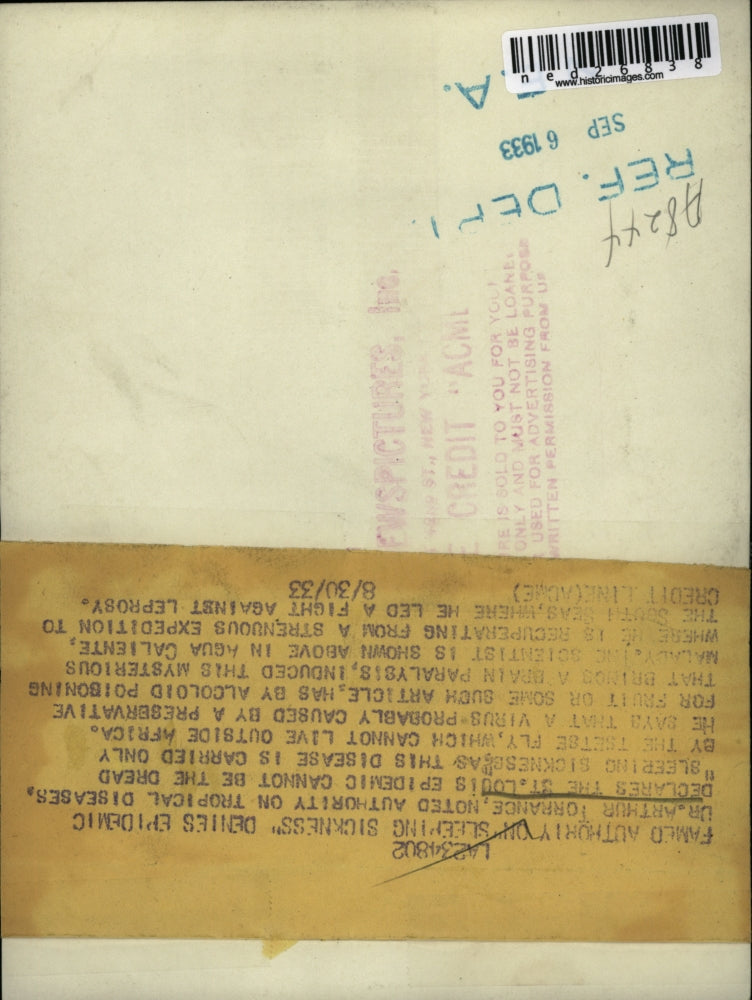 ned26838
www.historicimages.com
N.E.A.
SEP 6 1933
REF. DEPT.
A8244
EWSPICTURES, Inc.
ST., NEW YORK
CREDIT "ACME
RE IS SOLD TO YOU FOR YOUR
ONLY AND MUST NOT BE LOANED
USED FOR ADVERTISING PURPOSE
WRITTEN PERMISSION FROM US
LA234802
FAMED AUTHORIY ON "SLEEPING SICKNESS" DENIES EPIDEMIC
DR. ARTHUR TORRANCE, NOTED AUTHORITY ON TROPICAL DISEASES,
DECLARES THE ST. LOUIS EPIDEMIC CANNOT BE THE DREAD
"SLEEPING SICKNESS" AS THIS DISEASE IS CARRIED ONLY
BY THE TSETSE FLY, WHICH CANNOT LIVE OUTSIDE AFRICA.
HE SAYS THAT A VIRUS PROBABLY CAUSED BY A PRESERVATIVE
FOR FRUIT OR SOME SUCH ARTICLE, HAS BY ALCOLOID POISONING
THAT BRINGS A BRAIN PARALYSIS, INDUCED THIS MYSTERIOUS
MALADY. THE SCIENTIST IS SHOWN ABOVE IN AGUA CALIENTE,
WHERE HE IS RECUPERATING FROM A STRENUOUS EXPEDITION TO
THE SOUTH SEAS, WHERE HE LED A FIGHT AGAINST LEPROSY.
CREDIT LINE (ACME) 8/30/33